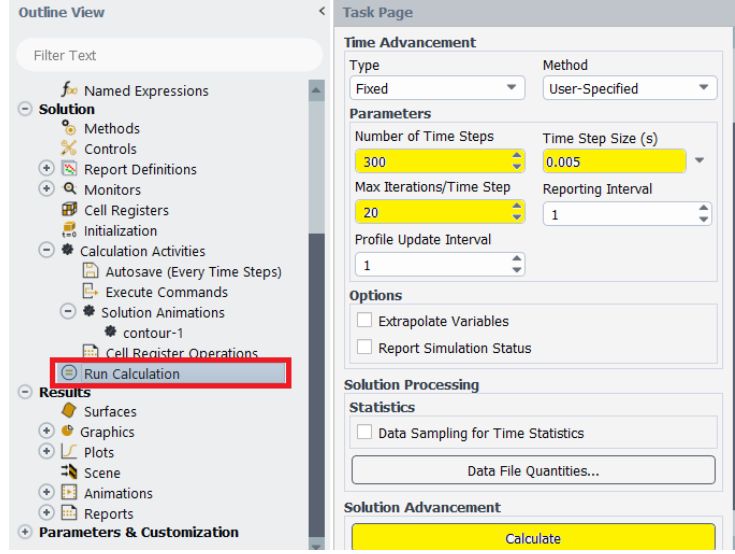 Outline View
<
Filter Text
Named Expressions
Solution
Methods
Controls
Report Definitions
Monitors
Cell Registers
Initialization
Calculation Activities
Autosave (Every Time Steps)
Execute Commands
Solution Animations
contour-1
Cell Register Operations
Run Calculation
Results
Surfaces
Graphics
Plots
Scene
Animations
Reports
Parameters & Customization
Task Page
Time Advancement
Type Method
Fixed User-Specified
Parameters
Number of Time Steps Time Step Size (s)
300 0.005
Max Iterations/Time Step Reporting Interval
20 1
Profile Update Interval
1
Options
Extrapolate Variables
Report Simulation Status
Solution Processing
Statistics
Data Sampling for Time Statistics
Data File Quantities...
Solution Advancement
Calculate